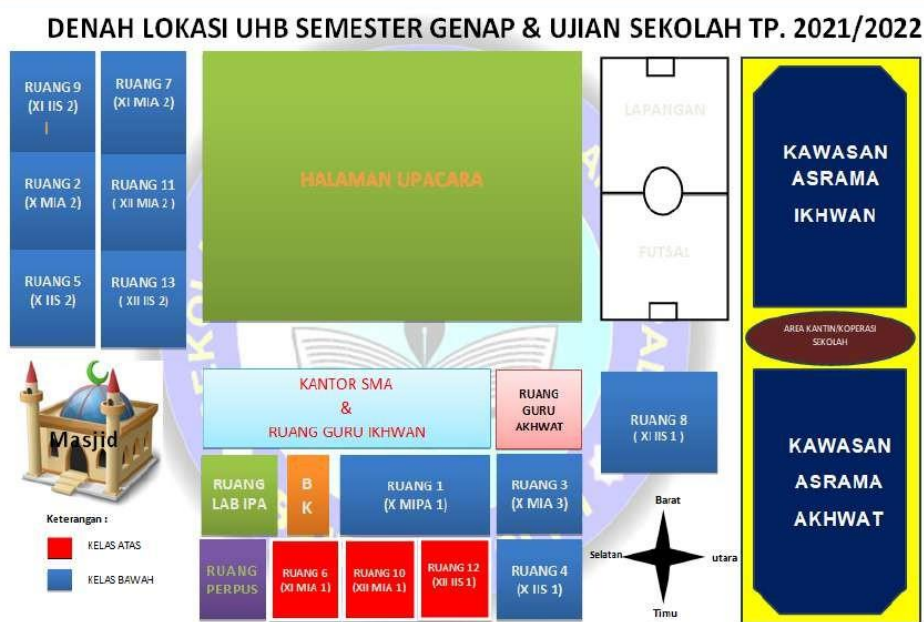 DENAH LOKASI UHB SEMESTER GENAP & UJIAN SEKOLAH TP. 2021/2022
RUANG 9
(XI IIS 2)
RUANG 7
(XI MIA 2)
RUANG 2
(X MIA 2)
RUANG 11
( XII MIA 2 )
RUANG 5
(X IIS 2)
RUANG 13
( XII IIS 2)
HALAMAN UPACARA
LAPANGAN
FUTSAL
KAWASAN
ASRAMA
IKHWAN
AREA KANTIN/KOPERASI
SEKOLAH
KAWASAN
ASRAMA
AKHWAT
Masjid
KANTOR SMA
&
RUANG GURU IKHWAN
RUANG
GURU
AKHWAT
RUANG 8
( XI IIS 1 )
RUANG
LAB IPA
B
K
RUANG 1
(X MIPA 1)
RUANG 3
(X MIA 3)
RUANG
PERPUS
RUANG 6
(XI MIA 1)
RUANG 10
(XII MIA 1)
RUANG 12
(XII IIS 1)
RUANG 4
(X IIS 1)
Keterangan :
KELAS ATAS
KELAS BAWAH
Barat
Selatan
utara
Timu